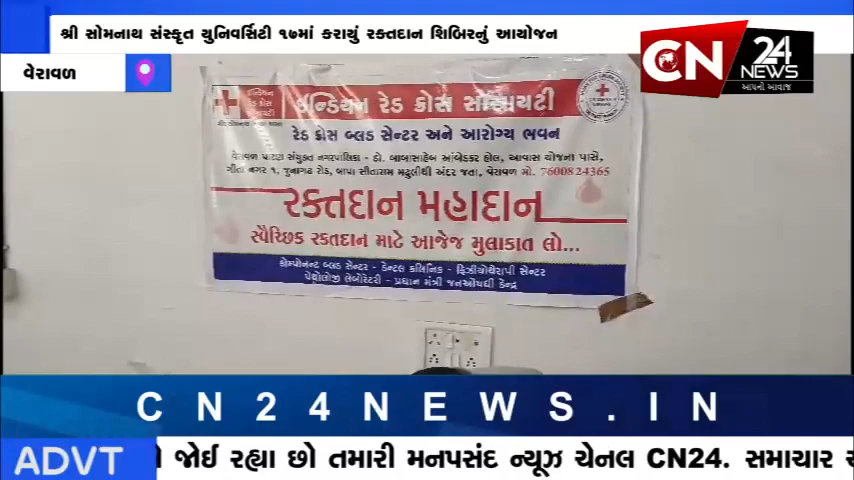 શ્રી સોમનાથ સંસ્કૃત યુનિવર્સિટી ૧૭માં કરાયું રક્તદાન શિબિરનું આયોજન
CN 24 NEWS
આપનો અવાજ
વેરાવળ
ઇન્ડિયન રેડ ક્રોસ સોસાયટી
રેડ ક્રોસ બ્લડ સેન્ટર અને આરોગ્ય ભવન
વેરાવળ પાટણ સંયુક્ત નગરપાલિકા - ડો. બાબાસાહેબ આંબેડકર હોલ, આવાસ યોજના પાસે,
ગીતા નગર ૧, જુનાગઢ રોડ, બાપા સીતારામ મઢુલીથી અંદર જતા, વેરાવળ મો. 7600824365
રક્તદાન મહાદાન
સ્વૈચ્છિક રક્તદાન માટે આજેજ મુલાકાત લો...
કોમ્પોનન્ટ બ્લડ સેન્ટર - ડેન્ટલ કલિનિક - ફિઝીયોથેરાપી સેન્ટર
પેથોલોજી લેબોરેટરી - પ્રધાન મંત્રી જનઔષધી કેન્દ્ર
CN24NEWS.IN
ADVT જોઈ રહ્યા છો તમારી મનપસંદ ન્યૂઝ ચેનલ CN24. સમાચાર